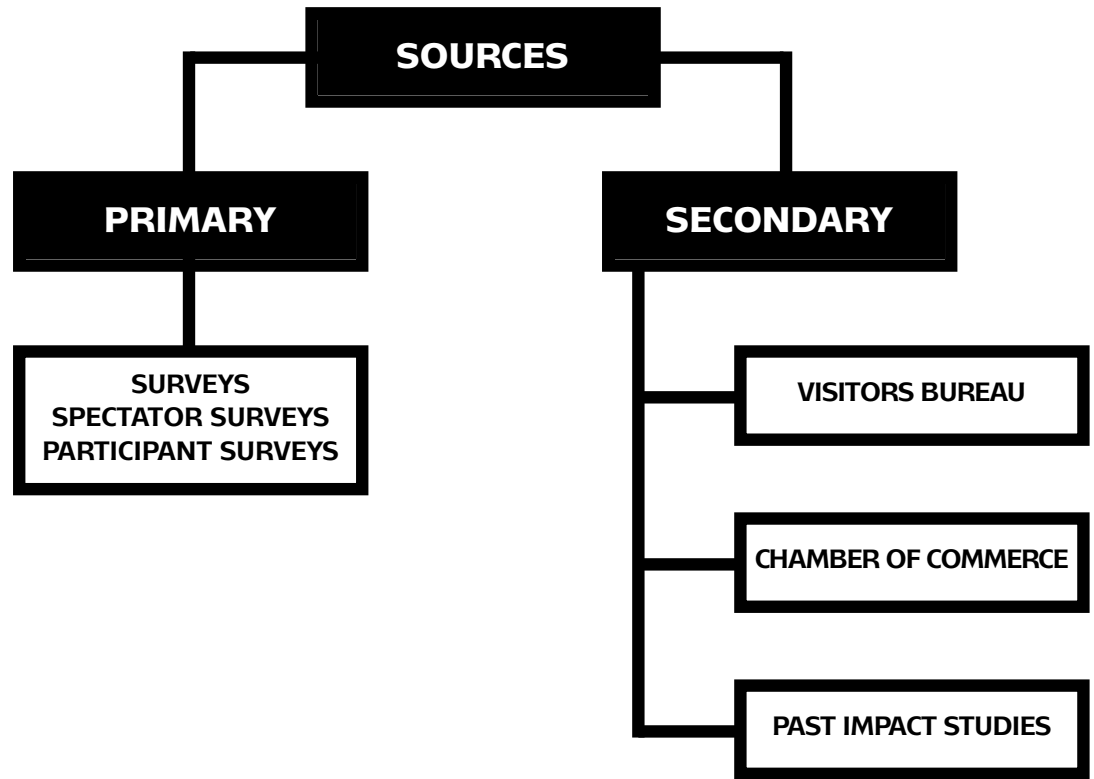 SOURCES
PRIMARY
SECONDARY
SURVEYS
SPECTATOR SURVEYS
PARTICIPANT SURVEYS
VISITORS BUREAU
CHAMBER OF COMMERCE
PAST IMPACT STUDIES